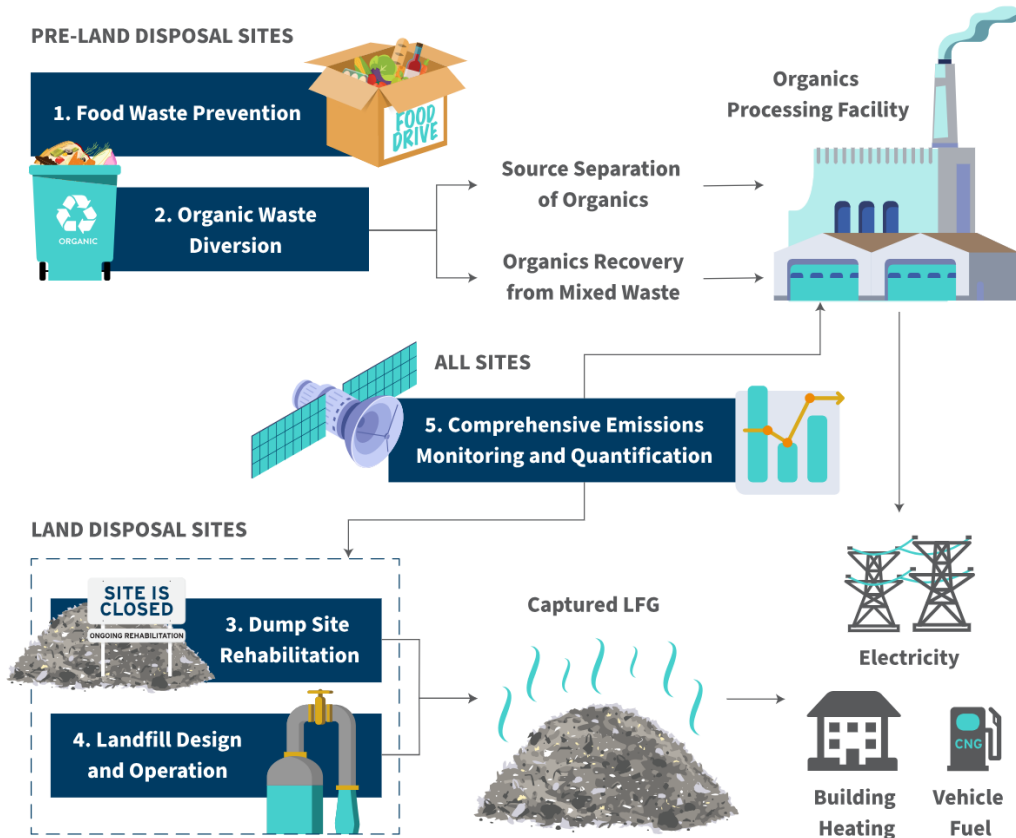 PRE-LAND DISPOSAL SITES
1. Food Waste Prevention
FOOD
DRIVE
ORGANIC
2. Organic Waste
Diversion
Source Separation
of Organics
Organics Recovery
from Mixed Waste
Organics
Processing Facility
ALL SITES
5. Comprehensive Emissions
Monitoring and Quantification
LAND DISPOSAL SITES
SITE IS
CLOSED
ONGOING REHABILITATION
3. Dump Site
Rehabilitation
4. Landfill Design
and Operation
Captured LFG
Electricity
CNG
Building
Heating
Vehicle
Fuel